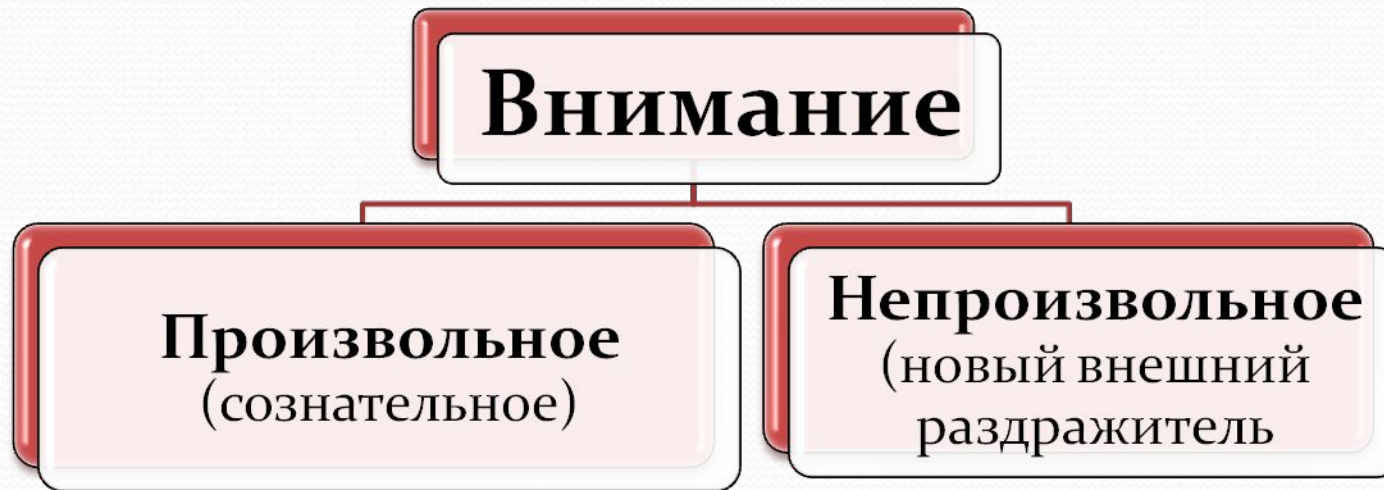 Внимание
Произвольное
(сознательное)
Непроизвольное
(новый внешний
раздражитель